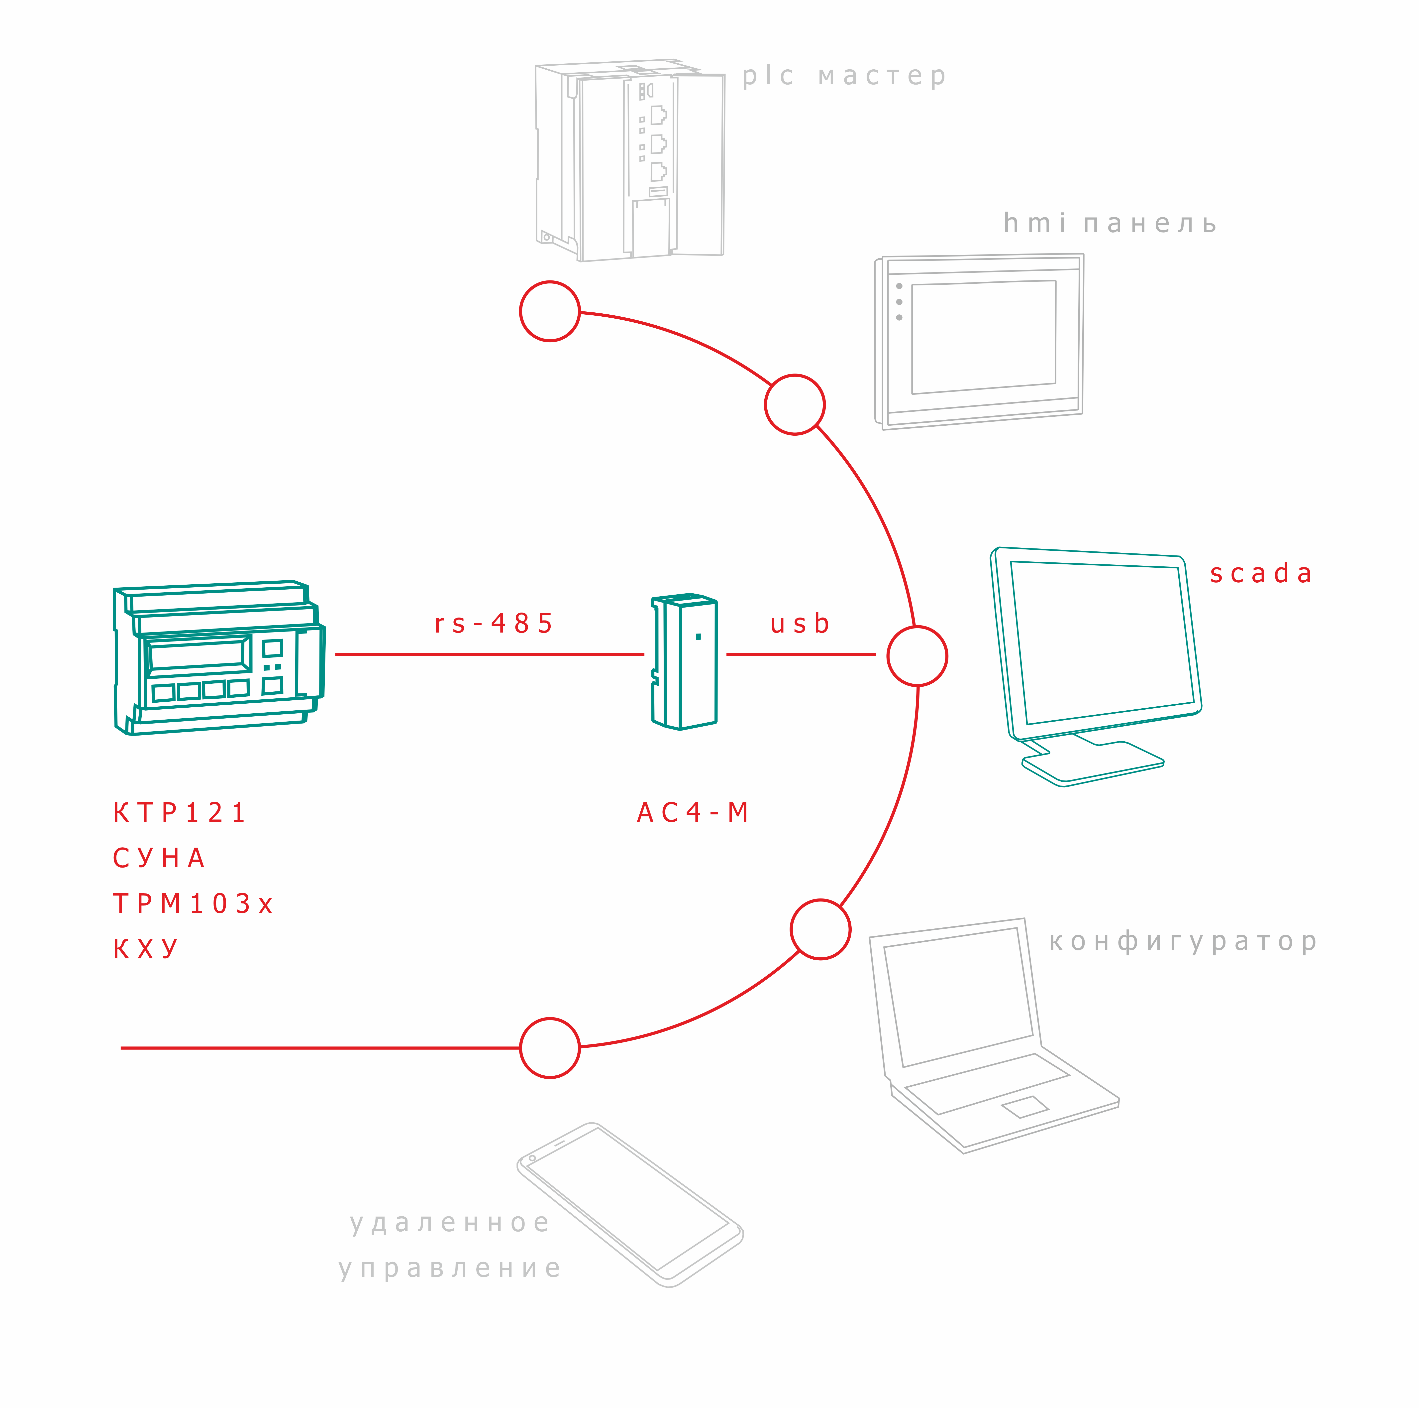 plc мастер
hmi панель
scada
rs-485
usb
КТР121
СУНА
ТРМ103х
КХУ
АС4-М
конфигуратор
удаленное
управление